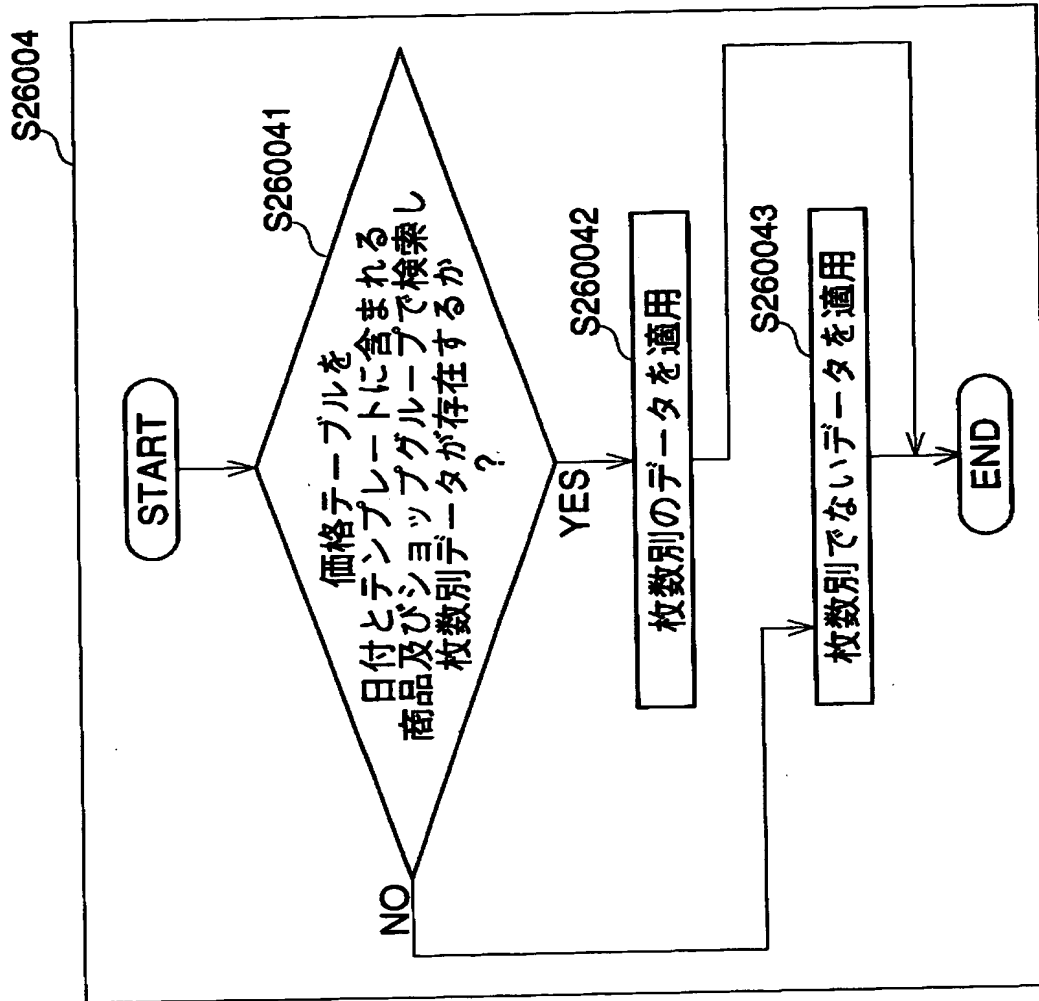 S26004
START
S260041
価格テーブルを
日付とテンプレートに含まれる
商品及びショップグループで検索し
枚数別データが存在するか
?
NO
YES
S260042
枚数別のデータを適用
S260043
枚数別でないデータを適用
END